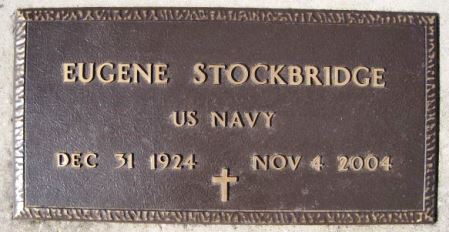 EUGENE STOCKBRIDGE
US NAVY
DEC 31 1924 NOV 4 2004